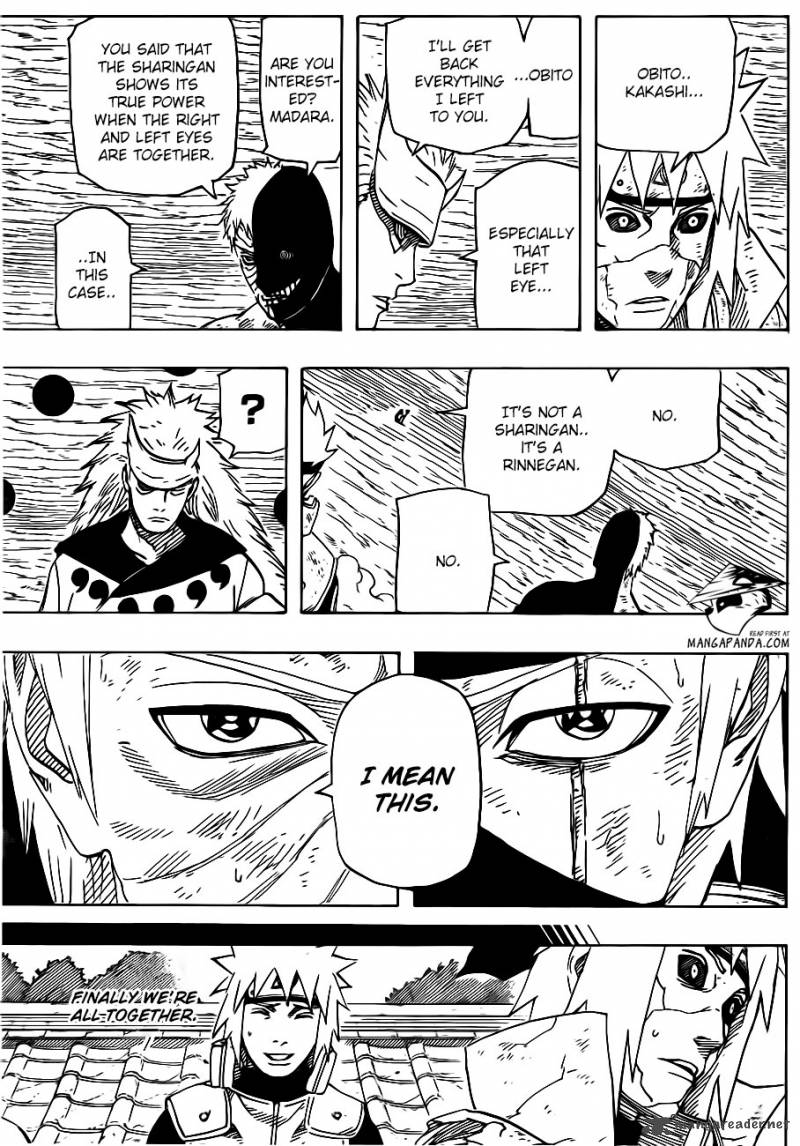 OBITO..
KAKASHI...
...OBITO
I'LL GET
BACK
EVERYTHING
I LEFT
TO YOU.
ESPECIALLY
THAT
LEFT
EYE...
ARE YOU
INTEREST-
ED?
MADARA.
YOU SAID THAT
THE SHARINGAN
SHOWS ITS
TRUE POWER
WHEN THE RIGHT
AND LEFT EYES
ARE TOGETHER.
..IN
THIS
CASE..
NO.
IT'S NOT A
SHARINGAN..
IT'S A
RINNEGAN.
NO.
?
READ FIRST AT
MANGAPANDA.COM
I MEAN
THIS.
FINALLY WE'RE
ALL TOGETHER.
Mangareader.net